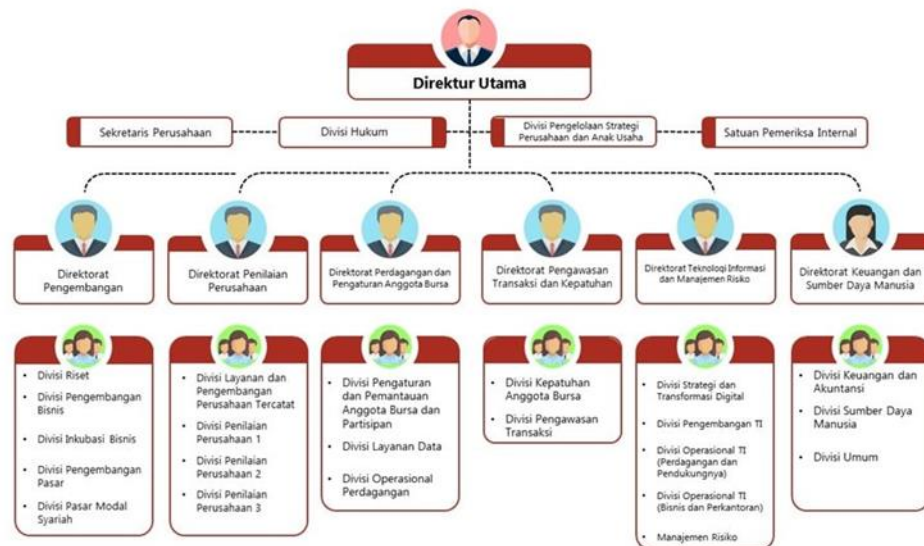 Direktur Utama
Sekretaris Perusahaan
Divisi Hukum
Divisi Pengelolaan Strategi
Perusahaan dan Anak Usaha
Satuan Pemeriksa Internal
Direktorat
Pengembangan
Direktorat Penilaian
Perusahaan
Direktorat Perdagangan dan
Pengaturan Anggota Bursa
Direktorat Pengawasan
Transaksi dan Kepatuhan
Direktorat Teknologi Informasi
dan Manajemen Risiko
Direktorat Keuangan dan
Sumber Daya Manusia
• Divisi Riset
• Divisi Pengembangan
Bisnis
• Divisi Inkubasi Bisnis
• Divisi Pengembangan
Pasar
• Divisi Pasar Modal
Syariah
• Divisi Layanan dan
Pengembangan
Perusahaan Tercatat
• Divisi Penilaian
Perusahaan 1
• Divisi Penilaian
Perusahaan 2
• Divisi Penilaian
Perusahaan 3
• Divisi Pengaturan
dan Pemantauan
Anggota Bursa dan
Partisipan
• Divisi Layanan Data
• Divisi Operasional
Perdagangan
• Divisi Kepatuhan
Anggota Bursa
• Divisi Pengawasan
Transaksi
• Divisi Strategi dan
Transformasi Digital
• Divisi Pengembangan TI
• Divisi Operasional TI
(Perdagangan dan
Pendukungnya)
• Divisi Operasional TI
(Bisnis dan Perkantoran)
• Manajemen Risiko
• Divisi Keuangan dan
Akuntansi
• Divisi Sumber Daya
Manusia
• Divisi Umum